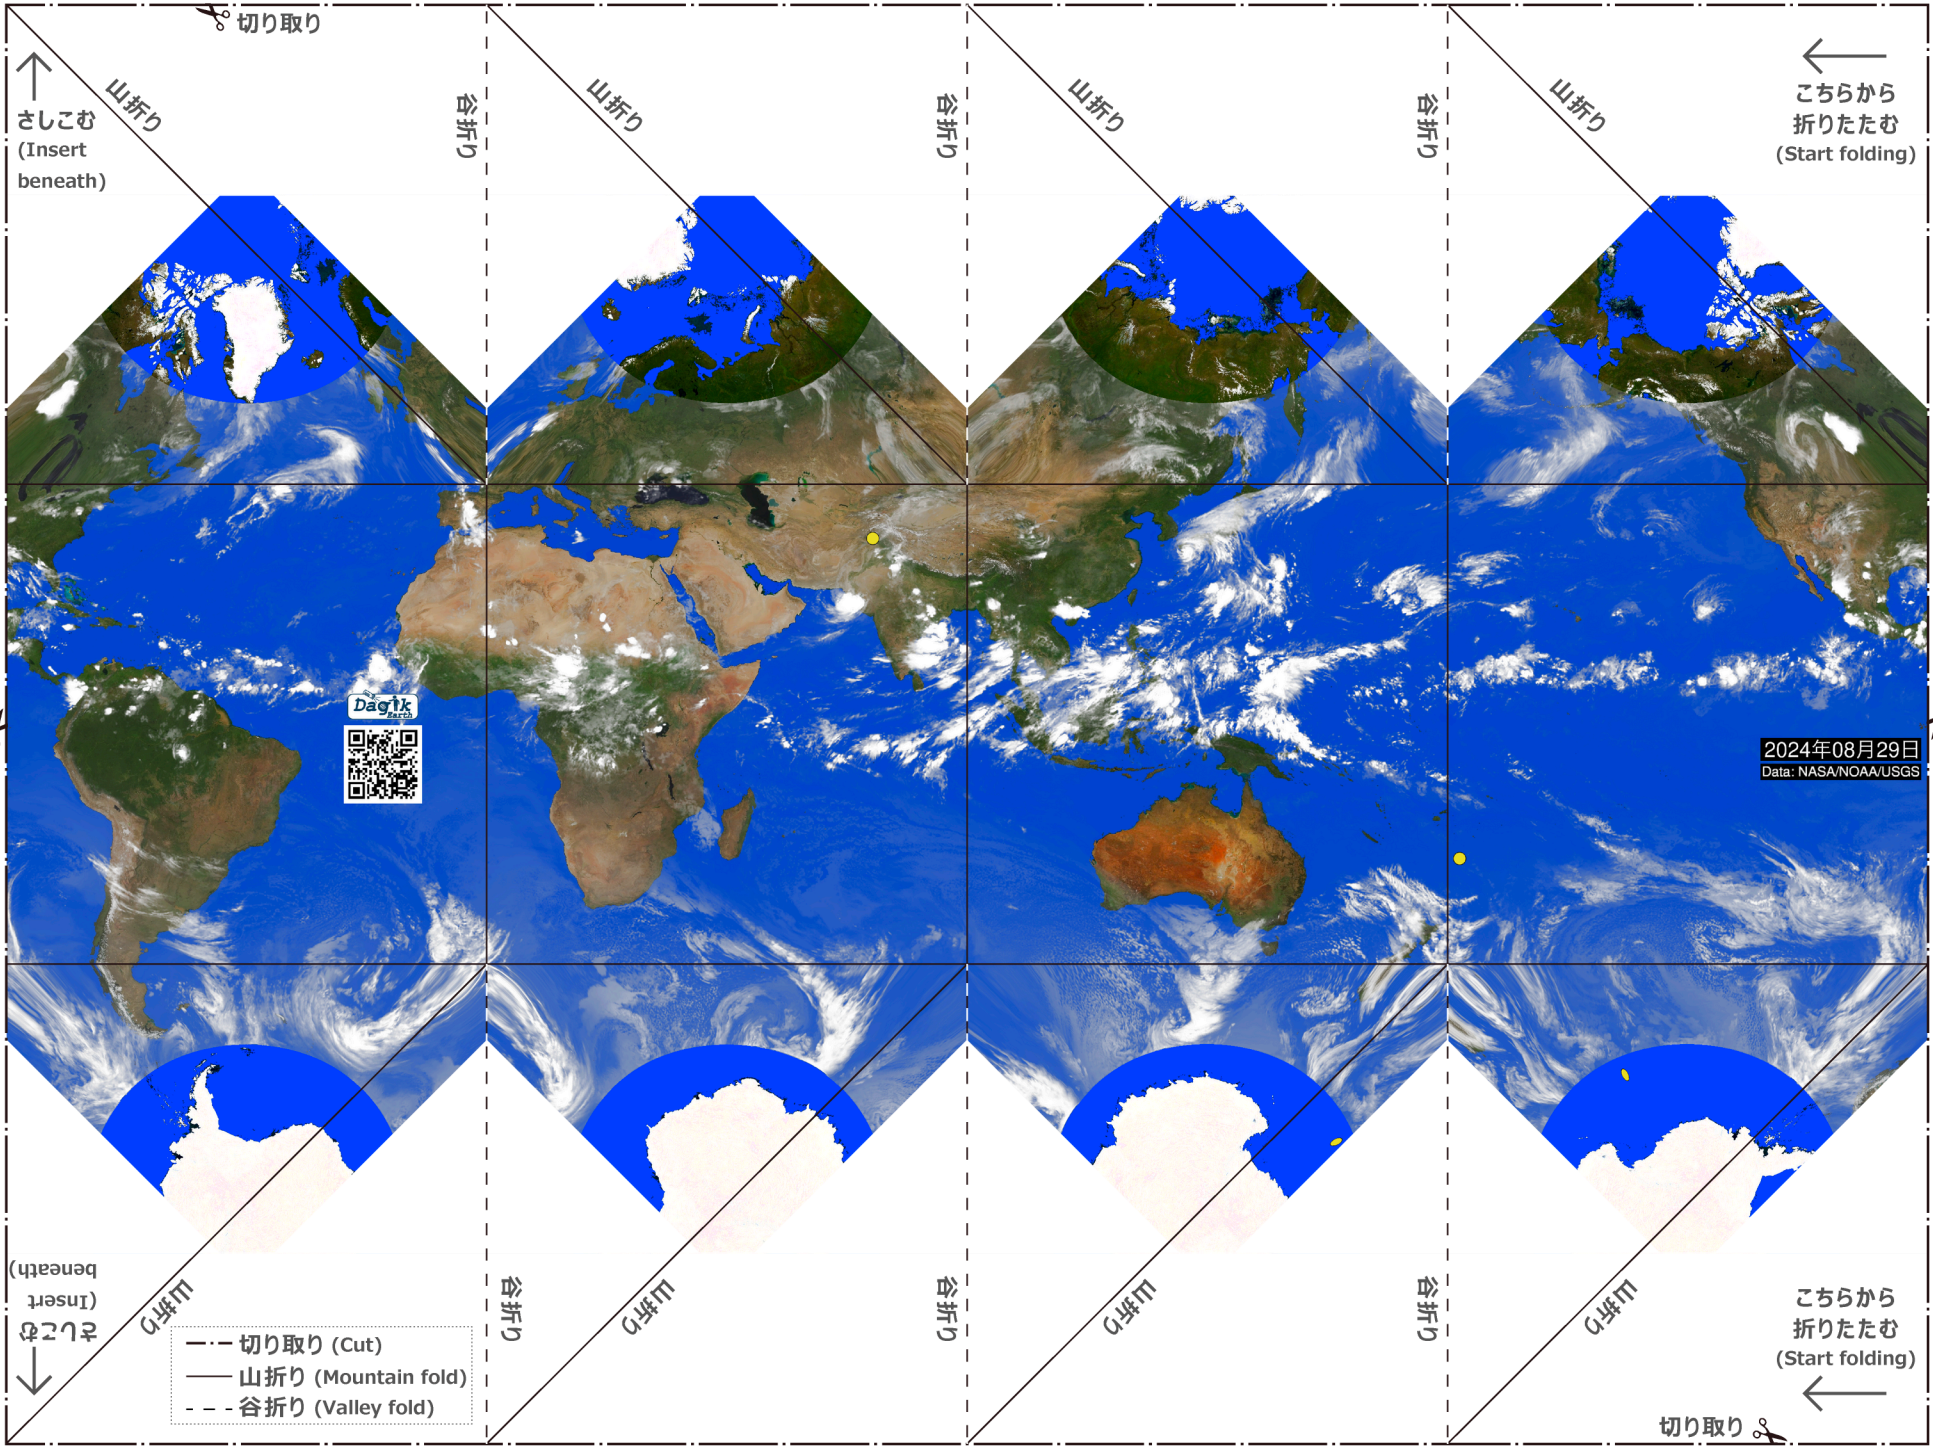 切り取り
山折り
谷折り
山折り
谷折り
山折り
谷折り
山折り
さしこむ
(Insert
beneath)
こちらから
折りたたむ
(Start folding)
Dagik
Earth
2024年08月29日
Data: NASA/NOAA/USGS
さしこむ
(Insert
beneath)
山折り
谷折り
山折り
谷折り
山折り
谷折り
山折り
こちらから
折りたたむ
(Start folding)
切り取り (Cut)
山折り (Mountain fold)
谷折り (Valley fold)
切り取り